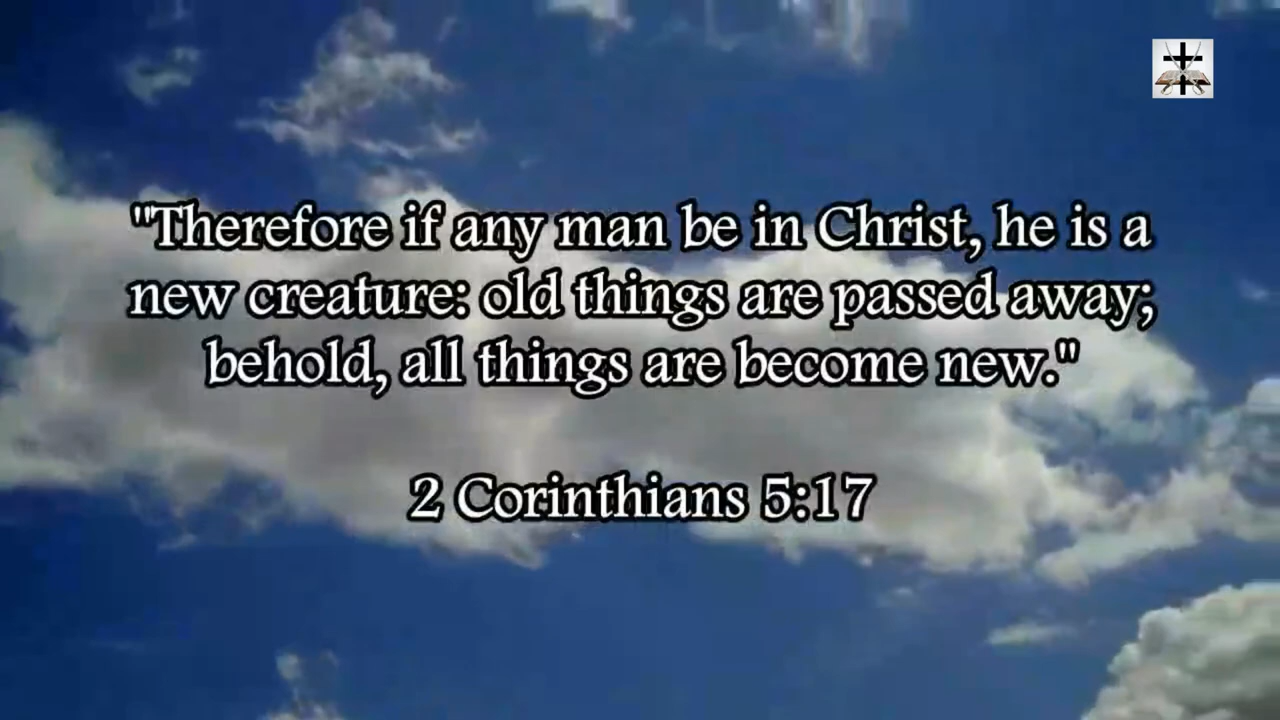 "Therefore if any man be in Christ, he is a
new creature: old things are passed away;
behold, all things are become new."
2 Corinthians 5:17